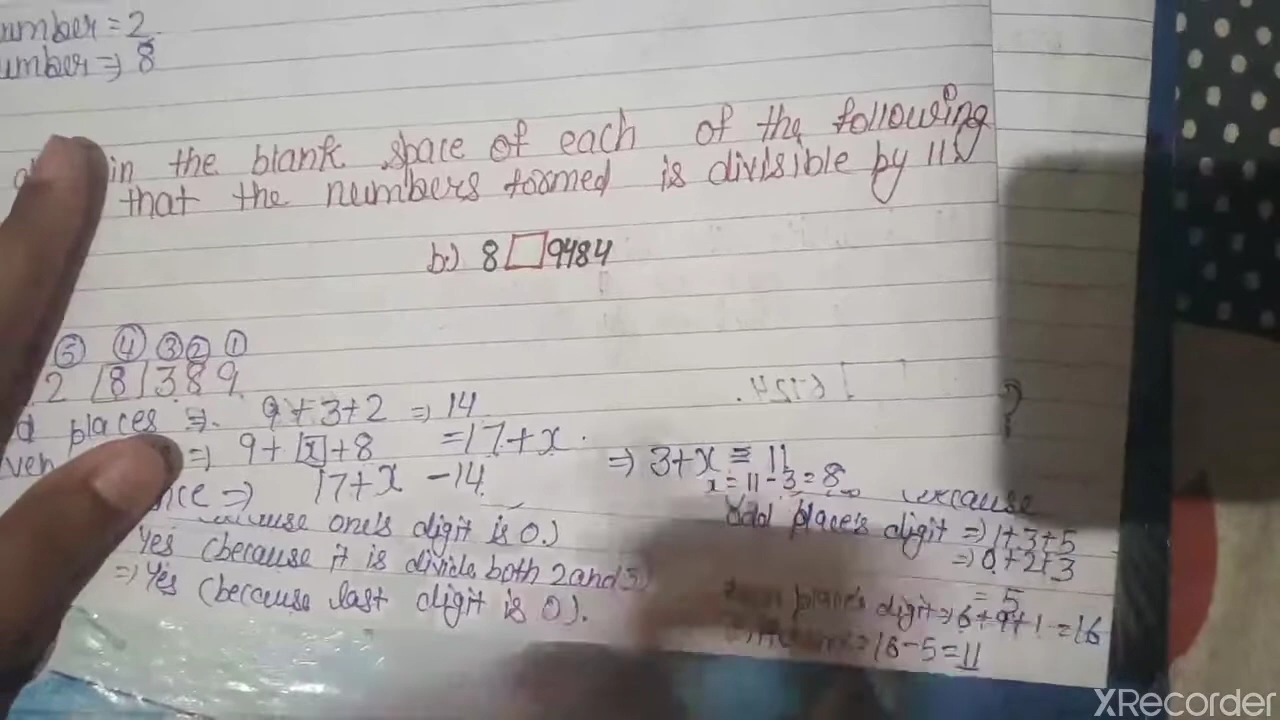 umber = 2
umber => 8
in the blank space of each of the following
that the numbers formed is divisible by 11.
b.) 8 □ 9484
⑤ ④ ③ ② ①
2 8 3 8 9
places => 9 + 3 + 2 => 14
ven => 9 + x + 8 = 17 + x.
nce => 17 + x - 14
=> 3 + x = 11
x = 11 - 3 = 8
because one's digit is 0.)
Yes (because it is divide both 2 and 3)
=> Yes (because last digit is 0).
because
Odd place's digit => 1 + 3 + 5
=> 0 + 2 + 3
= 5
place's digit => 6 + 9 + 1 = 16
= 16 - 5 = 11
XRecorder